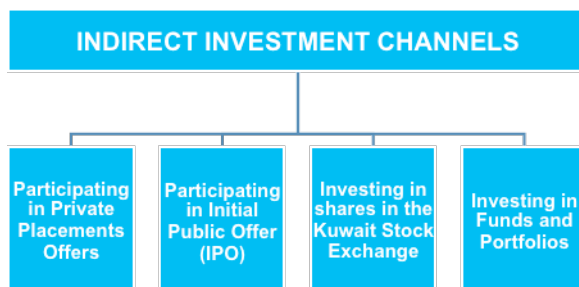 INDIRECT INVESTMENT CHANNELS
Participating
in Private
Placements
Offers
Participating
in Initial
Public Offer
(IPO)
Investing in
shares in the
Kuwait Stock
Exchange
Investing in
Funds and
Portfolios